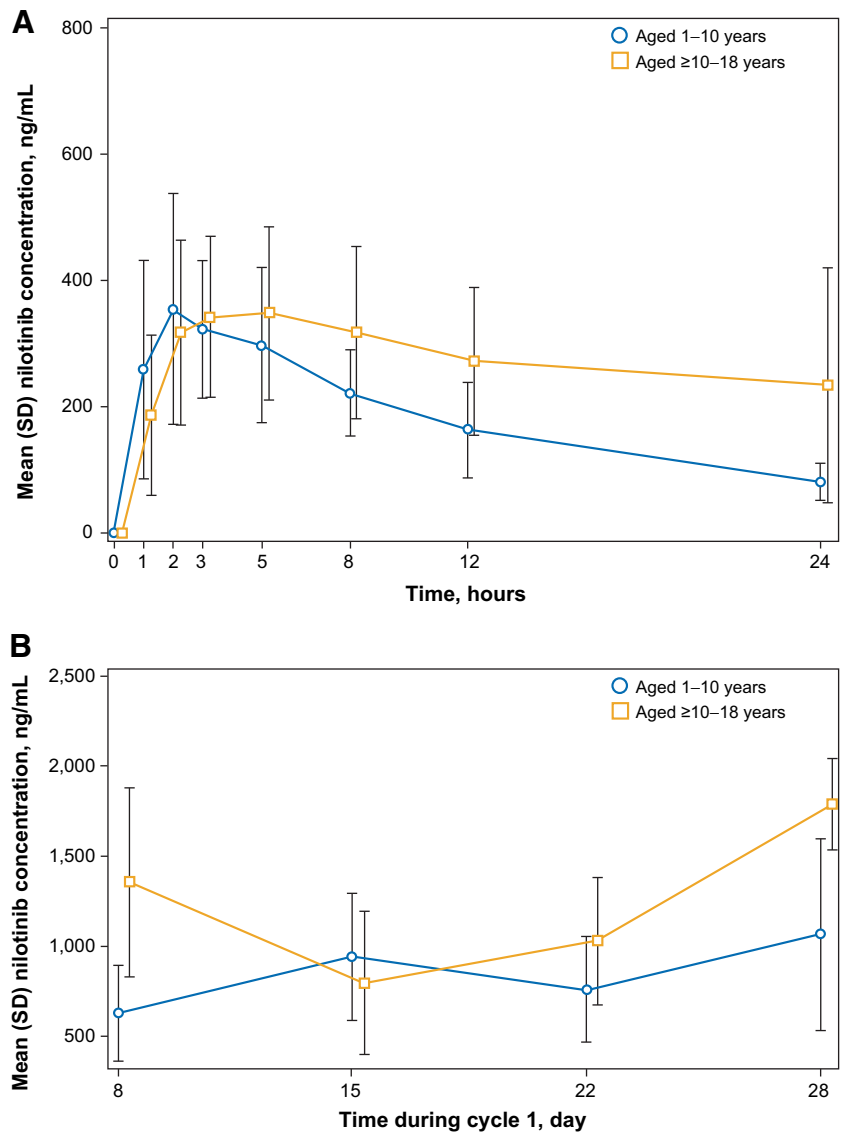 A
Mean (SD) nilotinib concentration, ng/mL
800
600
400
200
0
Aged 1–10 years
Aged ≥10–18 years
0 1 2 3 5 8 12 24
Time, hours
B
Mean (SD) nilotinib concentration, ng/mL
2,500
2,000
1,500
1,000
500
Aged 1–10 years
Aged ≥10–18 years
8 15 22 28
Time during cycle 1, day